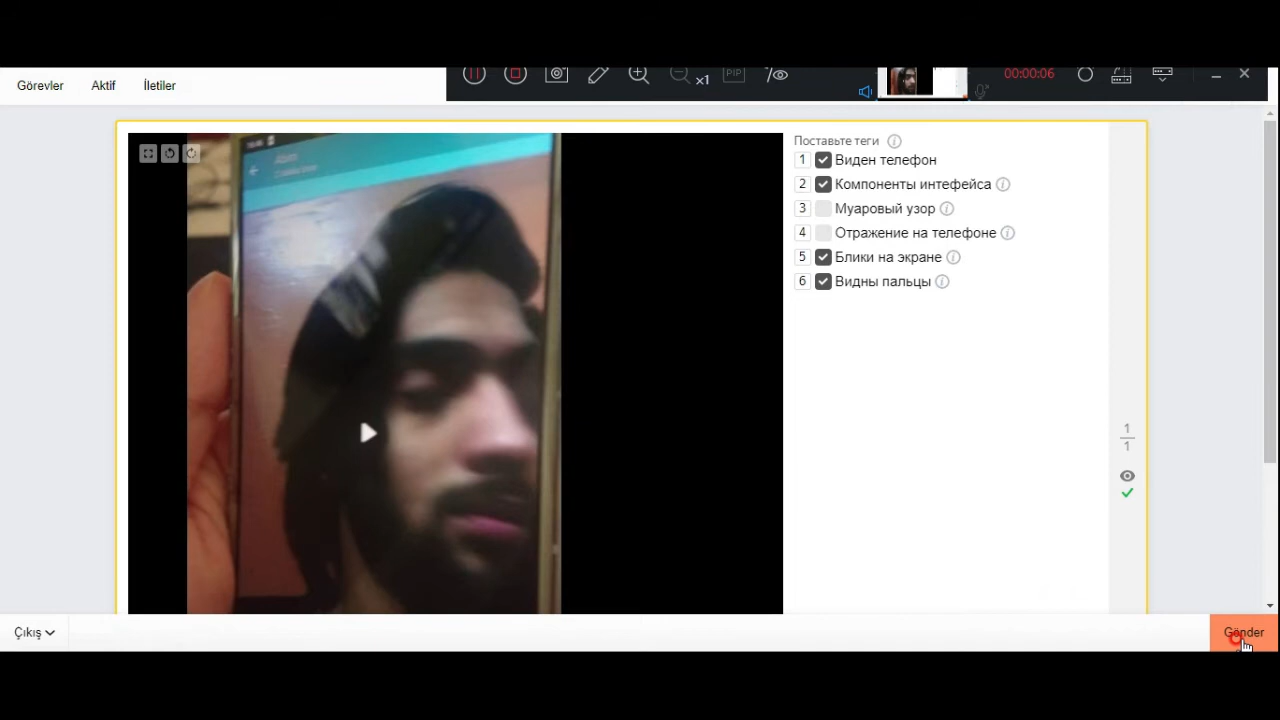 Görevler Aktif İletiler
x1 PIP 00:00:06
Поставьте теги
1 Виден телефон
2 Компоненты интефейса
3 Муаровый узор
4 Отражение на телефоне
5 Блики на экране
6 Видны пальцы
1
1
Çıkış
Gönder